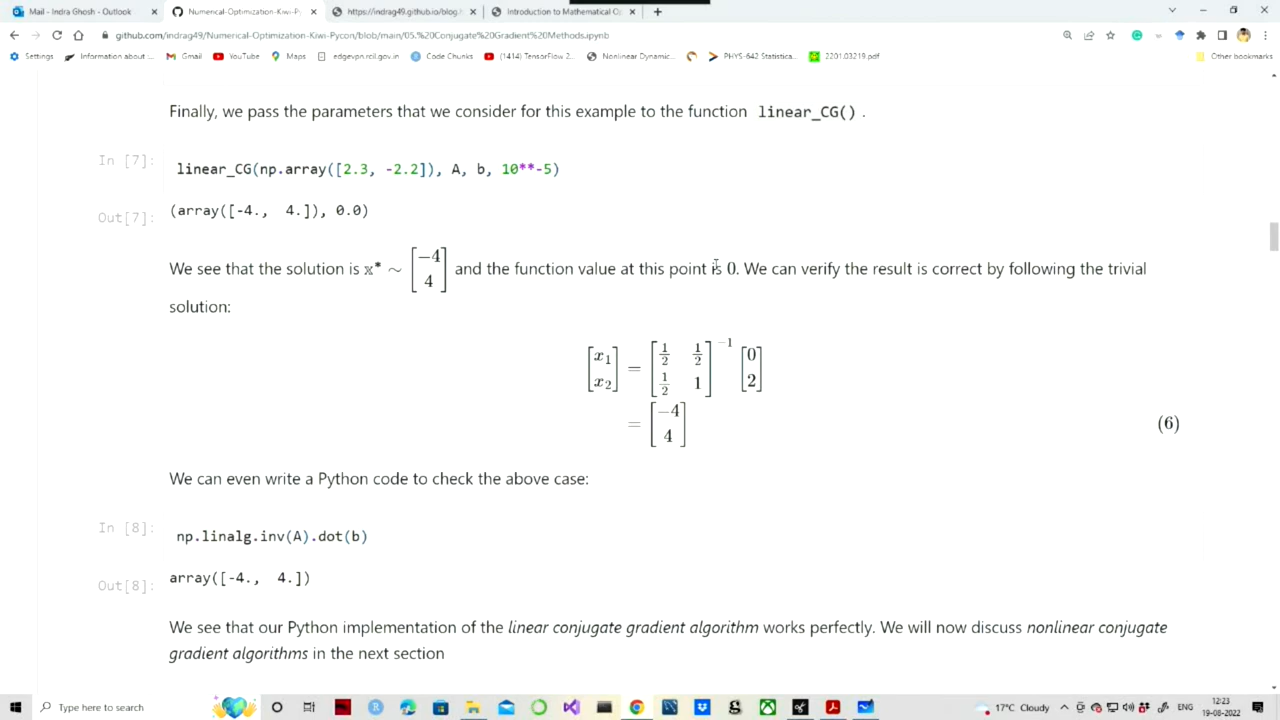 Mail - Indra Ghosh - Outlook
Numerical-Optimization-Kiwi-Py
https://indrag49.github.io/blog,
Introduction to Mathematical Op
github.com/indrag49/Numerical-Optimization-Kiwi-Pycon/blob/main/05.%20Conjugate%20Gradient%20Methods.ipynb
Settings Information about ... Gmail YouTube Maps edgevpn.rcil.gov.in Code Chunks (1414) TensorFlow 2... Nonlinear Dynamic... PHYS-642 Statistica... 2201.03219.pdf Other bookmarks
Finally, we pass the parameters that we consider for this example to the function linear_CG() .
In [7]: linear_CG(np.array([2.3, -2.2]), A, b, 10**-5)
Out[7]: (array([-4., 4.]), 0.0)
We see that the solution is x* ∼ [−4 4] and the function value at this point is 0. We can verify the result is correct by following the trivial
solution:
[x1 x2] = [1/2 1/2 1/2 1]−1 [0 2]
= [−4 4] (6)
We can even write a Python code to check the above case:
In [8]: np.linalg.inv(A).dot(b)
Out[8]: array([-4., 4.])
We see that our Python implementation of the linear conjugate gradient algorithm works perfectly. We will now discuss nonlinear conjugate
gradient algorithms in the next section
Type here to search
17°C Cloudy
ENG
12:23
19-08-2022